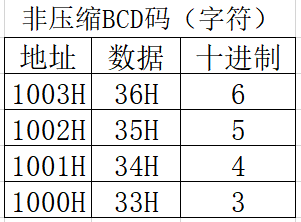 非压缩BCD码（字符）
地址 数据 十进制
1003H 36H 6
1002H 35H 5
1001H 34H 4
1000H 33H 3